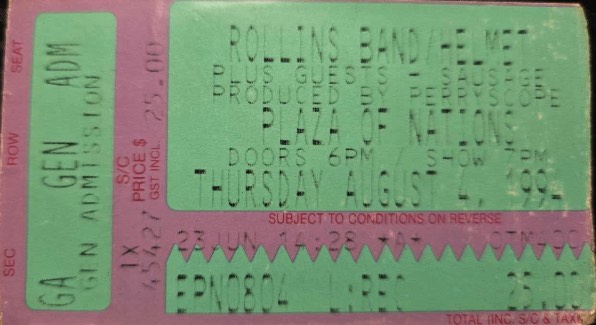 SEAT
ROW
SEC
GEN ADM
GA
GEN ADMISSION
S/C
PRICE $
GST INCL
25.00
1X
45427
ROLLINS BAND/HELMET
PLUS GUESTS - SAUSAGE
PRODUCED BY PERRYSCOPE
PLAZA OF NATIONS
DOORS 6PM / SHOW 7PM
THURSDAY AUGUST 4, 199
SUBJECT TO CONDITIONS ON REVERSE
23JUN 14:28 *A*
EPN0804 L:REC 25.00
TOTAL (INC. S/C & TAX)